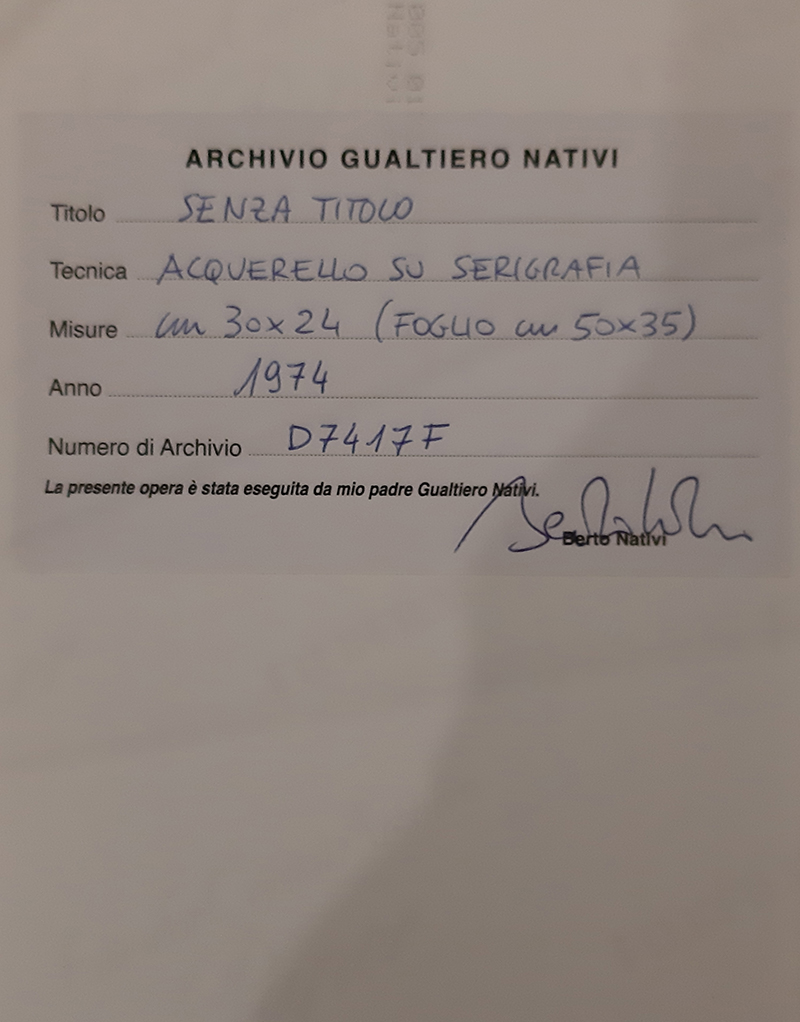 ARCHIVIO GUALTIERO NATIVI
Titolo SENZA TITOLO
Tecnica ACQUERELLO SU SERIGRAFIA
Misure cm 30x24 (FOGLIO cm 50x35)
Anno 1974
Numero di Archivio D7417F
La presente opera è stata eseguita da mio padre Gualtiero Nativi.
Berto Nativi